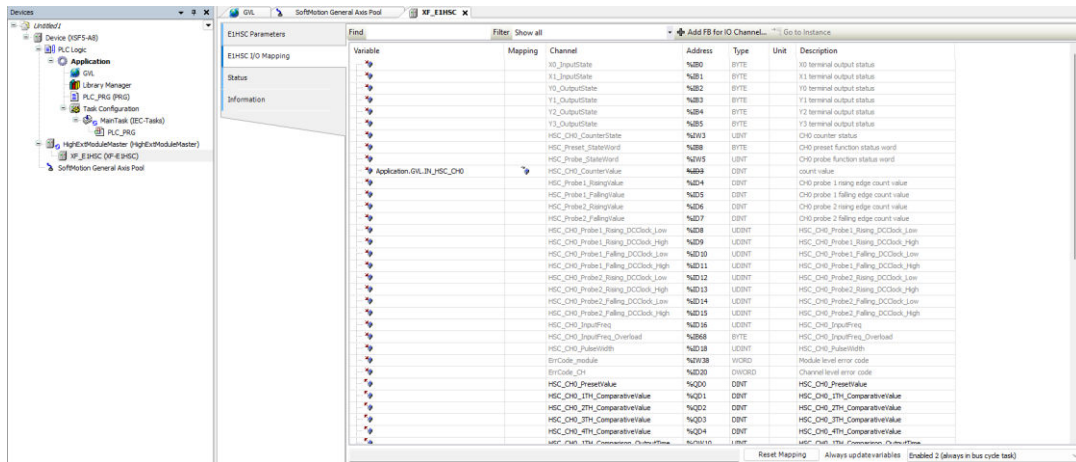 Devices
Untitled1
Device (XSF5-A8)
PLC Logic
Application
GVL
Library Manager
PLC_PRG (PRG)
Task Configuration
MainTask (IEC-Tasks)
PLC_PRG
HighExtModuleMaster (HighExtModuleMaster)
XF_E1HSC (XF-E1HSC)
SoftMotion General Axis Pool
GVL SoftMotion General Axis Pool XF_E1HSC
E1HSC Parameters
E1HSC I/O Mapping
Status
Information
Find Filter Show all Add FB for IO Channel... Go to Instance
Variable Mapping Channel Address Type Unit Description
X0_InputState %IB0 BYTE X0 terminal output status
X1_InputState %IB1 BYTE X1 terminal output status
Y0_OutputState %IB2 BYTE Y0 terminal output status
Y1_OutputState %IB3 BYTE Y1 terminal output status
Y2_OutputState %IB4 BYTE Y2 terminal output status
Y3_OutputState %IB5 BYTE Y3 terminal output status
HSC_CH0_CounterState %IW3 UINT CH0 counter status
HSC_Preset_StateWord %IB8 BYTE CH0 preset function status word
HSC_Probe_StateWord %IW5 UINT CH0 probe function status word
Application.GVL.IN_HSC_CH0 HSC_CH0_CounterValue %ID3 DINT count value
HSC_Probe1_RisingValue %ID4 DINT CH0 probe 1 rising edge count value
HSC_Probe1_FallingValue %ID5 DINT CH0 probe 1 falling edge count value
HSC_Probe2_RisingValue %ID6 DINT CH0 probe 2 rising edge count value
HSC_Probe2_FallingValue %ID7 DINT CH0 probe 2 falling edge count value
HSC_CH0_Probe1_Rising_DCClock_Low %ID8 UDINT HSC_CH0_Probe1_Rising_DCClock_Low
HSC_CH0_Probe1_Rising_DCClock_High %ID9 UDINT HSC_CH0_Probe1_Rising_DCClock_High
HSC_CH0_Probe1_Falling_DCClock_Low %ID10 UDINT HSC_CH0_Probe1_Falling_DCClock_Low
HSC_CH0_Probe1_Falling_DCClock_High %ID11 UDINT HSC_CH0_Probe1_Falling_DCClock_High
HSC_CH0_Probe2_Rising_DCClock_Low %ID12 UDINT HSC_CH0_Probe2_Rising_DCClock_Low
HSC_CH0_Probe2_Rising_DCClock_High %ID13 UDINT HSC_CH0_Probe2_Rising_DCClock_High
HSC_CH0_Probe2_Falling_DCClock_Low %ID14 UDINT HSC_CH0_Probe2_Falling_DCClock_Low
HSC_CH0_Probe2_Falling_DCClock_High %ID15 UDINT HSC_CH0_Probe2_Falling_DCClock_High
HSC_CH0_InputFreq %ID16 UDINT HSC_CH0_InputFreq
HSC_CH0_InputFreq_Overload %IB68 BYTE HSC_CH0_InputFreq_Overload
HSC_CH0_PulseWidth %ID18 UDINT HSC_CH0_PulseWidth
ErrCode_module %IW38 WORD Module level error code
ErrCode_CH %ID20 DWORD Channel level error code
HSC_CH0_PresetValue %QD0 DINT HSC_CH0_PresetValue
HSC_CH0_1TH_ComparativeValue %QD1 DINT HSC_CH0_1TH_ComparativeValue
HSC_CH0_2TH_ComparativeValue %QD2 DINT HSC_CH0_2TH_ComparativeValue
HSC_CH0_3TH_ComparativeValue %QD3 DINT HSC_CH0_3TH_ComparativeValue
HSC_CH0_4TH_ComparativeValue %QD4 DINT HSC_CH0_4TH_ComparativeValue
HSC_CH0_1TH_Comparison_OutputTime %QW10 UINT HSC_CH0_1TH_Comparison_OutputTime
Reset Mapping Always update variables Enabled 2 (always in bus cycle task)